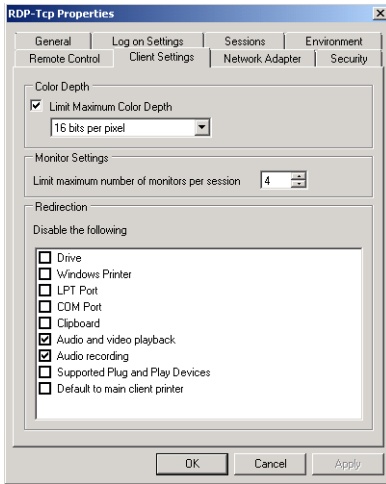 RDP-Tcp Properties
General Log on Settings Sessions Environment
Remote Control Client Settings Network Adapter Security
Color Depth
Limit Maximum Color Depth
16 bits per pixel
Monitor Settings
Limit maximum number of monitors per session 4
Redirection
Disable the following
Drive
Windows Printer
LPT Port
COM Port
Clipboard
Audio and video playback
Audio recording
Supported Plug and Play Devices
Default to main client printer
OK Cancel Apply